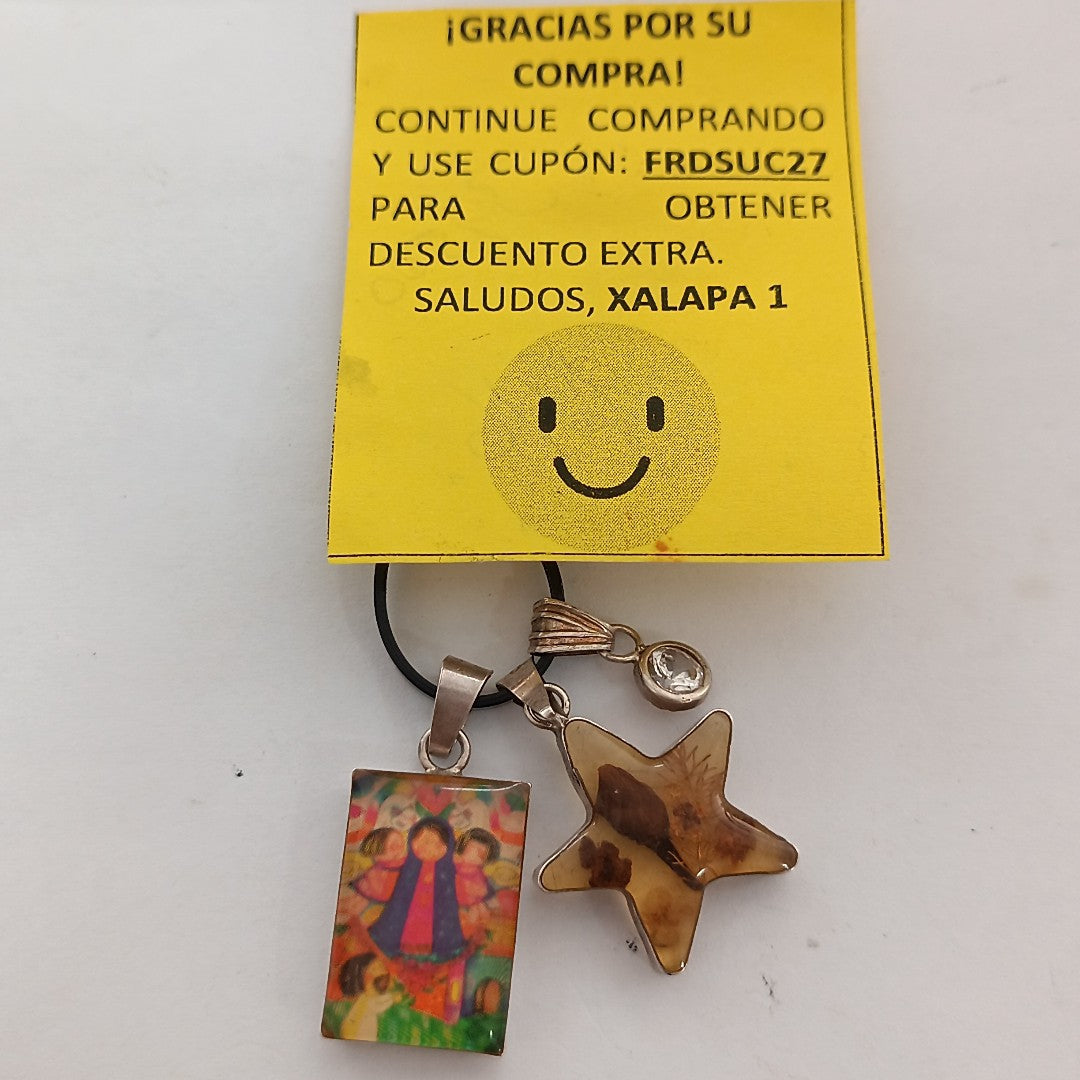 ¡GRACIAS POR SU
COMPRA!
CONTINUE COMPRANDO
Y USE CUPÓN: FRDSUC27
PARA OBTENER
DESCUENTO EXTRA.
SALUDOS, XALAPA 1